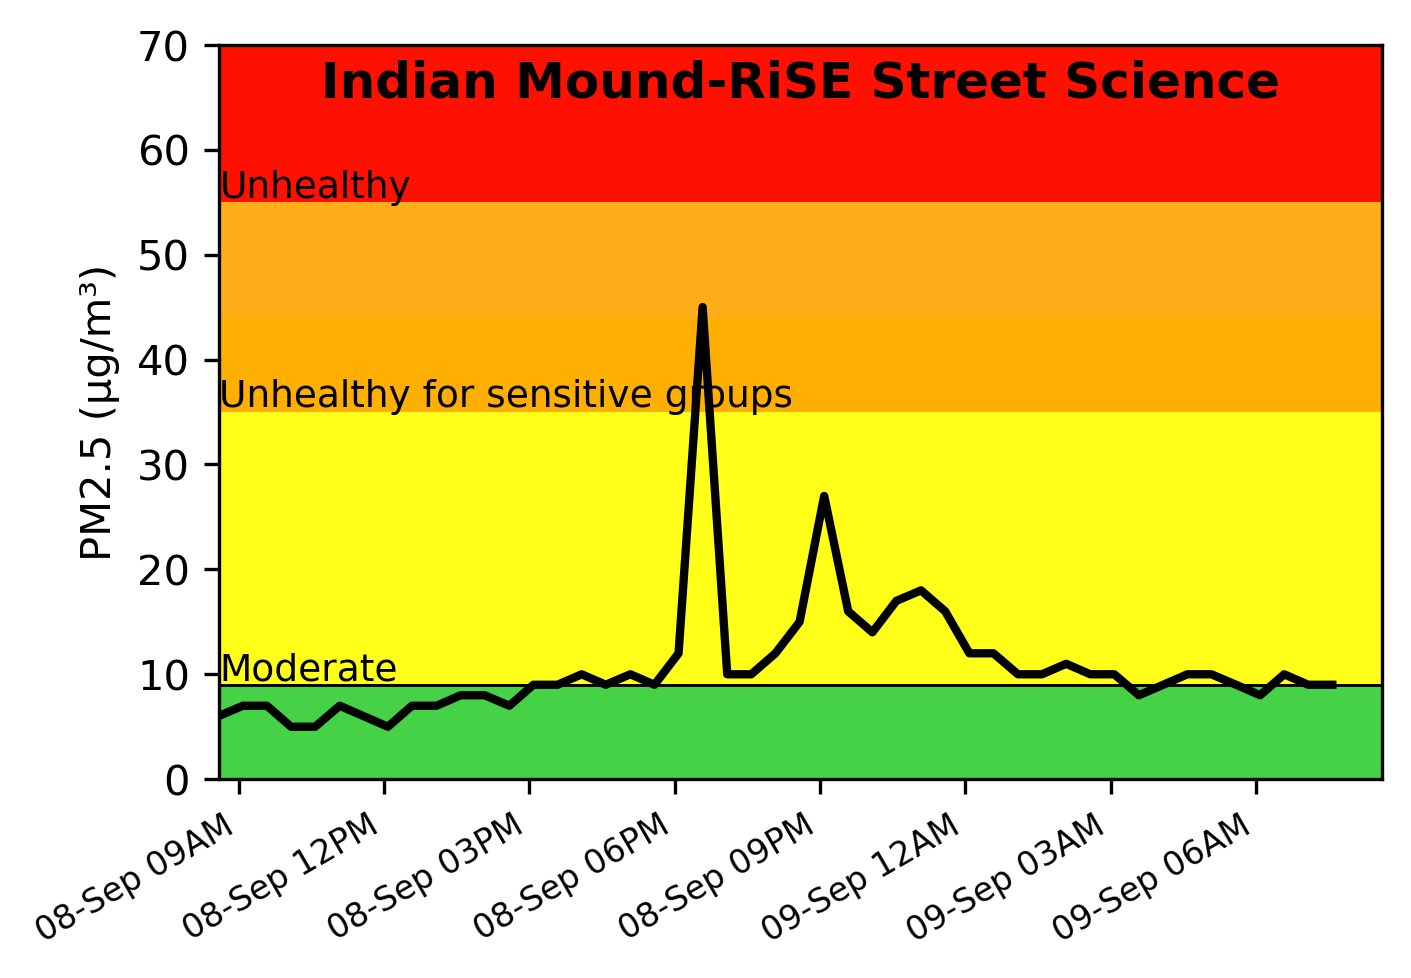 Indian Mound-RiSE Street Science
PM2.5 (µg/m³)
70
60
50
40
30
20
10
0
Unhealthy
Unhealthy for sensitive groups
Moderate
08-Sep 09AM
08-Sep 12PM
08-Sep 03PM
08-Sep 06PM
08-Sep 09PM
09-Sep 12AM
09-Sep 03AM
09-Sep 06AM